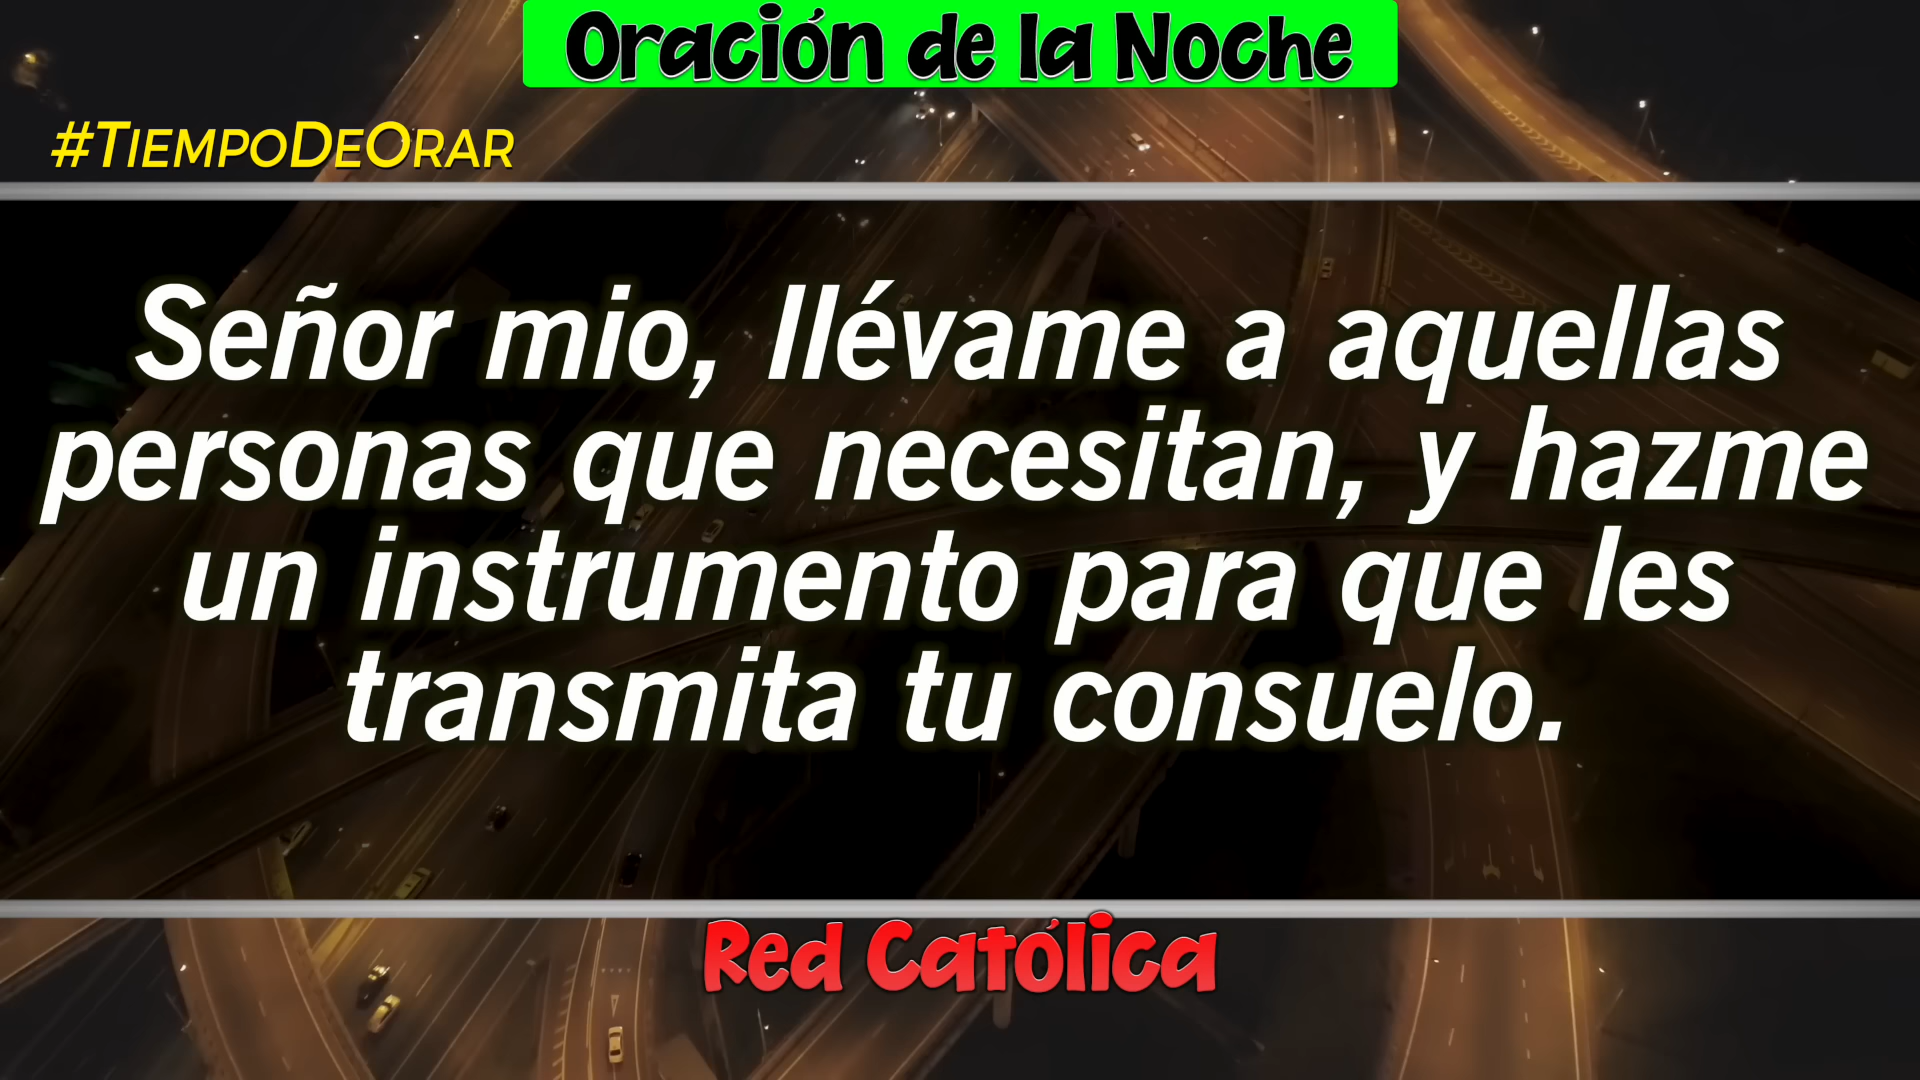 Oración de la Noche
#TiempoDeOrar
Señor mio, llévame a aquellas
personas que necesitan, y hazme
un instrumento para que les
transmita tu consuelo.
Red Católica